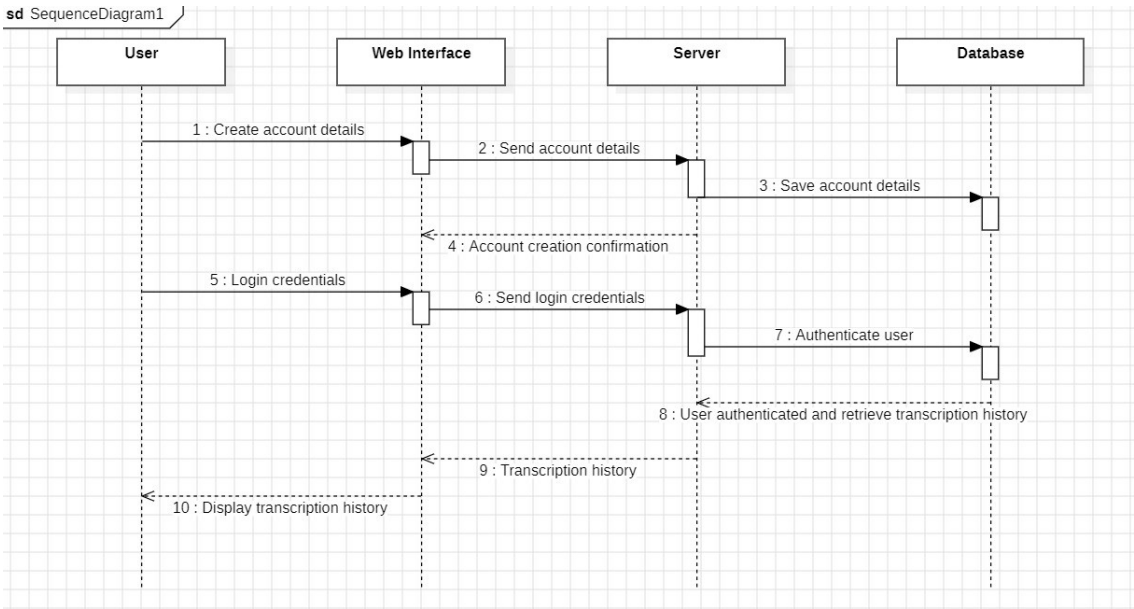 sd SequenceDiagram1
User
Web Interface
Server
Database
1 : Create account details
2 : Send account details
3 : Save account details
4 : Account creation confirmation
5 : Login credentials
6 : Send login credentials
7 : Authenticate user
8 : User authenticated and retrieve transcription history
9 : Transcription history
10 : Display transcription history